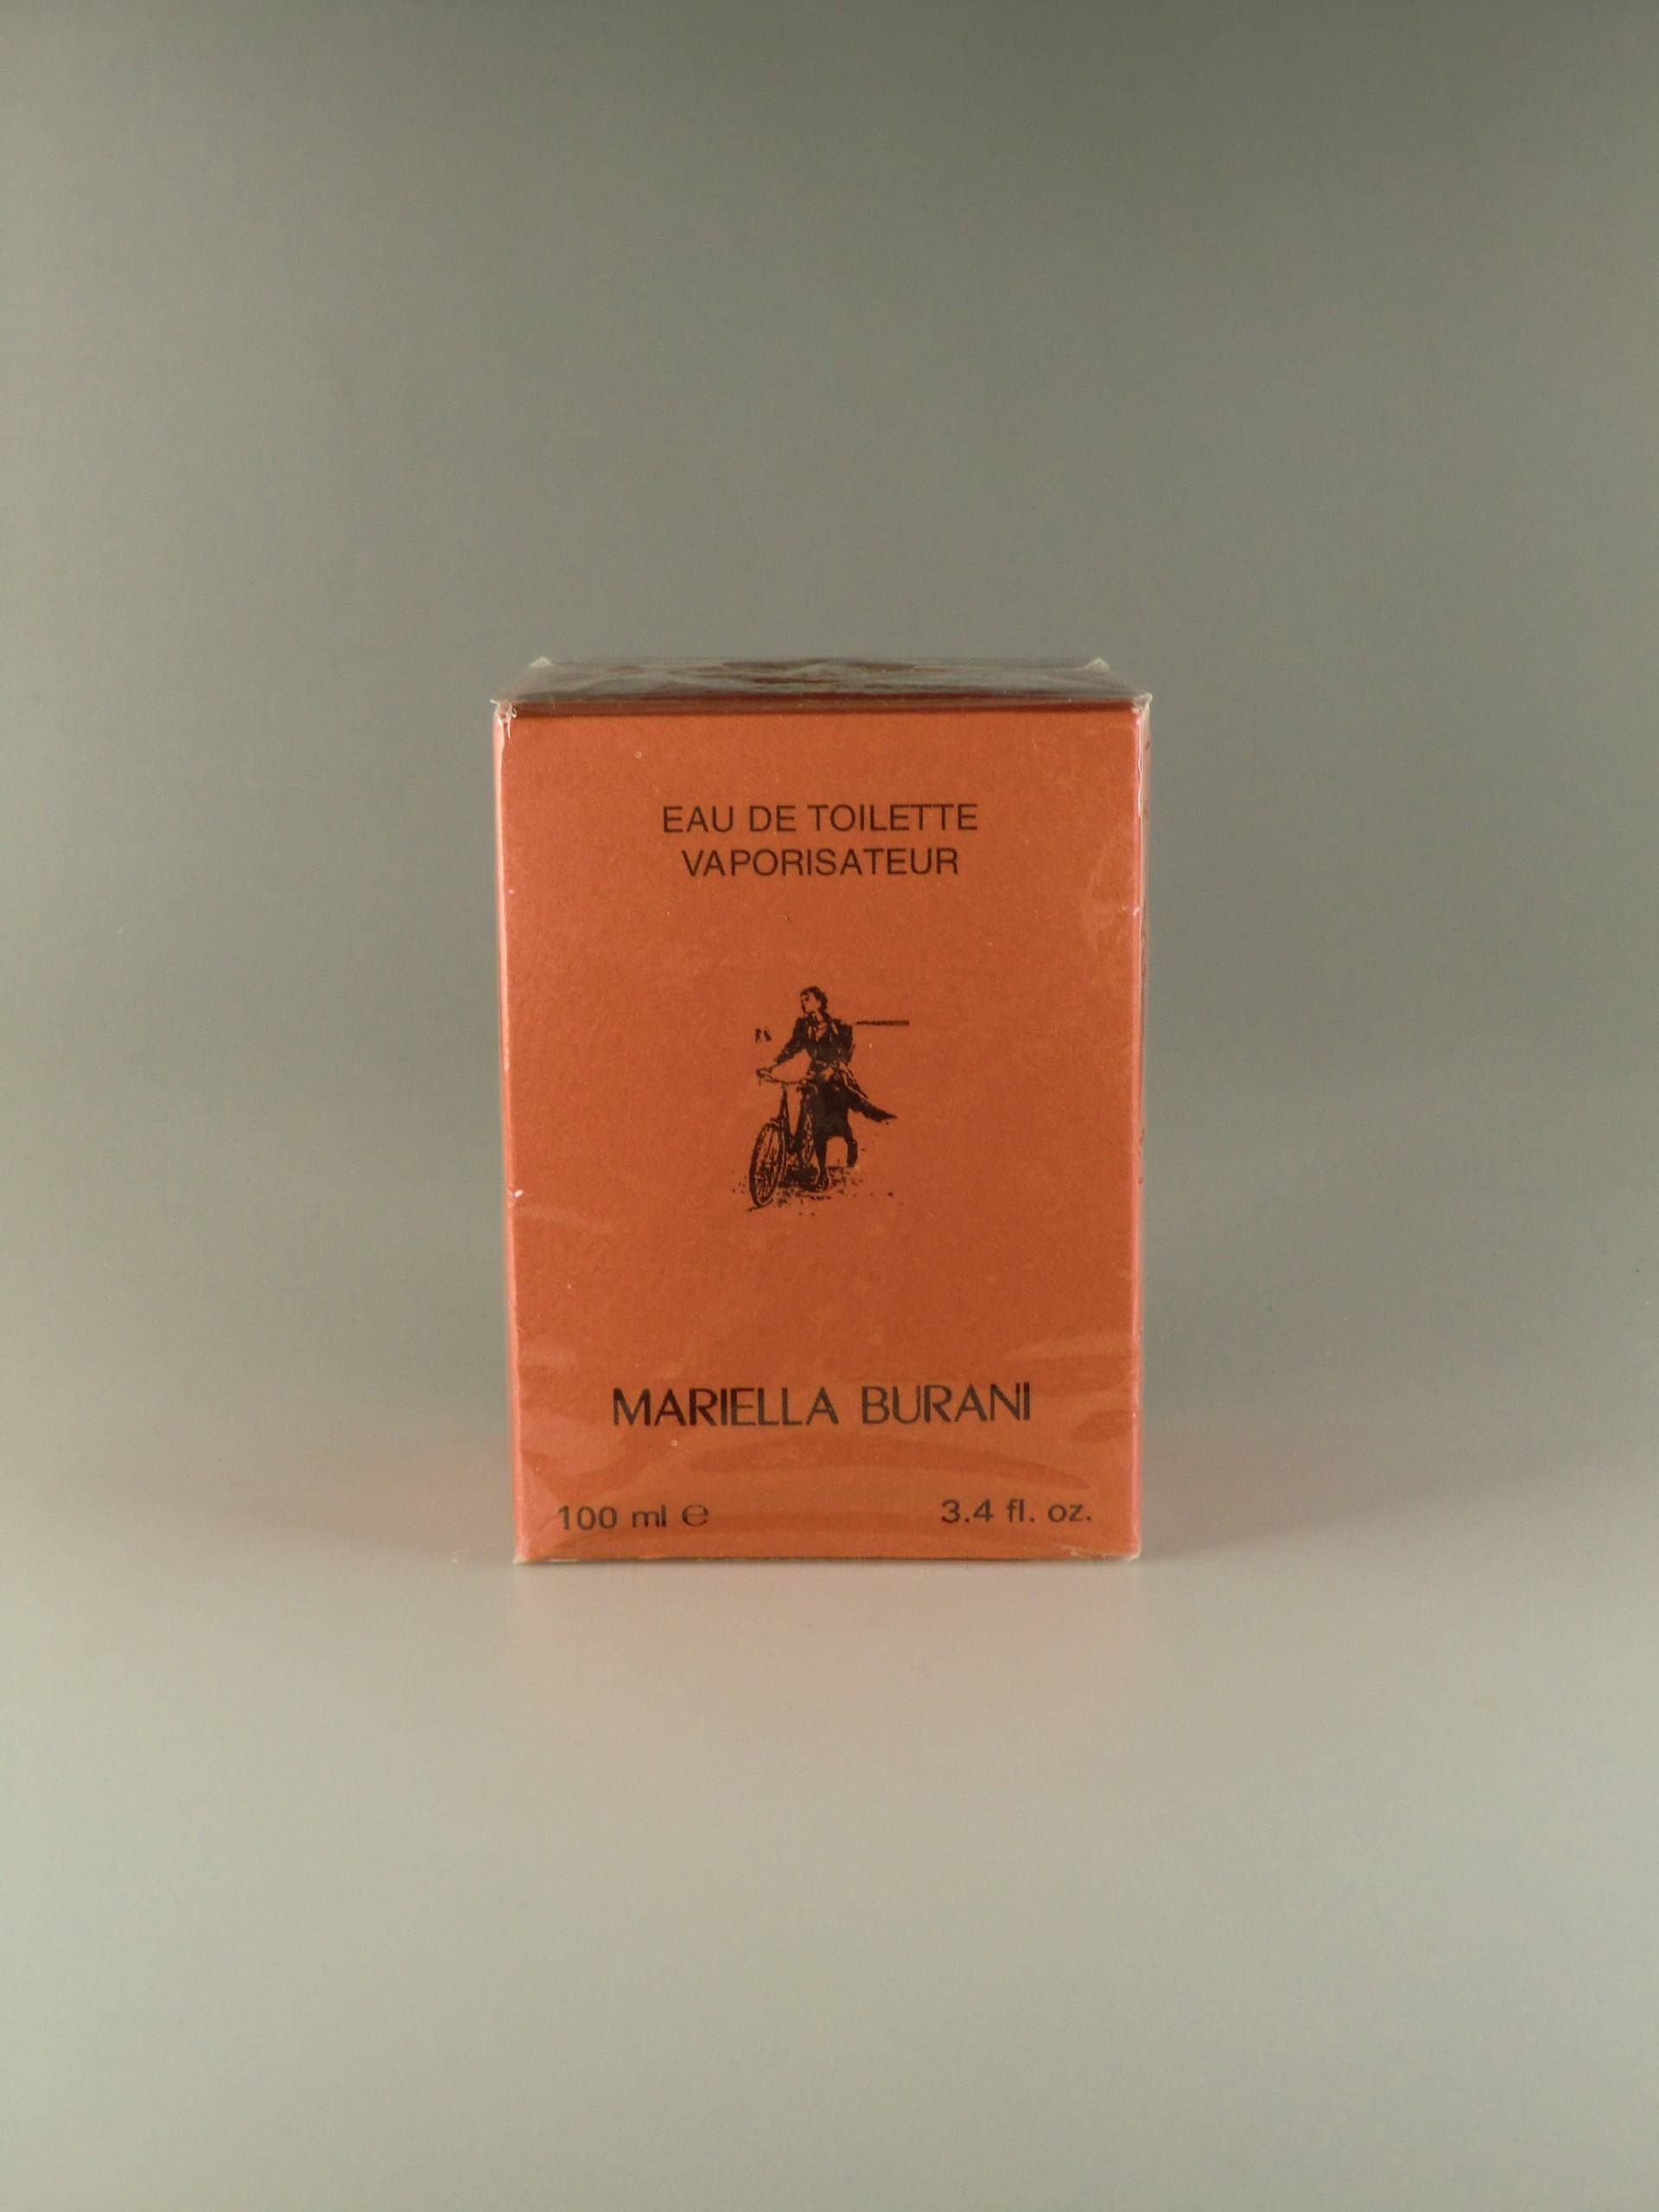 EAU DE TOILETTE
VAPORISATEUR
MARIELLA BURANI
100 ml ℮
3.4 fl. oz.